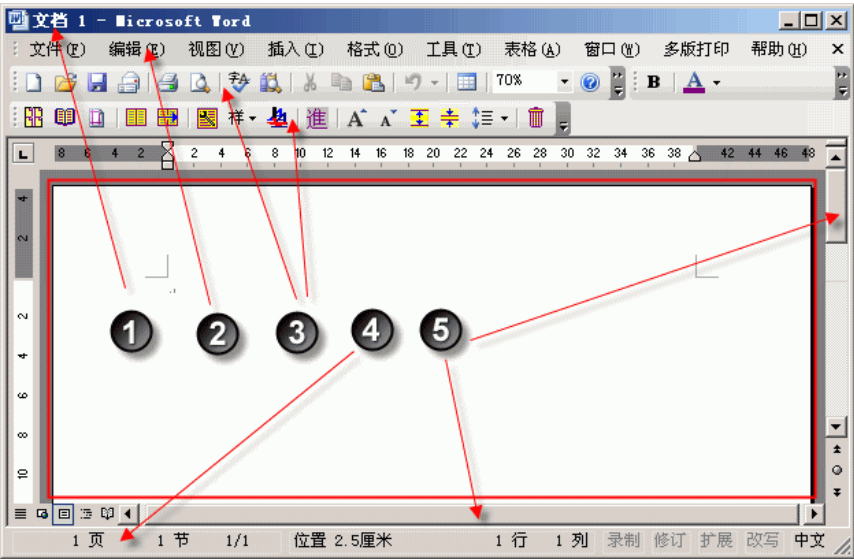 文档 1 - Microsoft Word
文件(F) 编辑(E) 视图(V) 插入(I) 格式(O) 工具(T) 表格(A) 窗口(W) 多版打印 帮助(H)
70% B A
样 進 A A
L 8 6 4 2 2 4 6 8 10 12 14 16 18 20 22 24 26 28 30 32 34 36 38 42 44 46 48
4
2
2
4
6
8
10
1 2 3 4 5
1 页 1 节 1/1 位置 2.5厘米 1 行 1 列 录制 修订 扩展 改写 中文